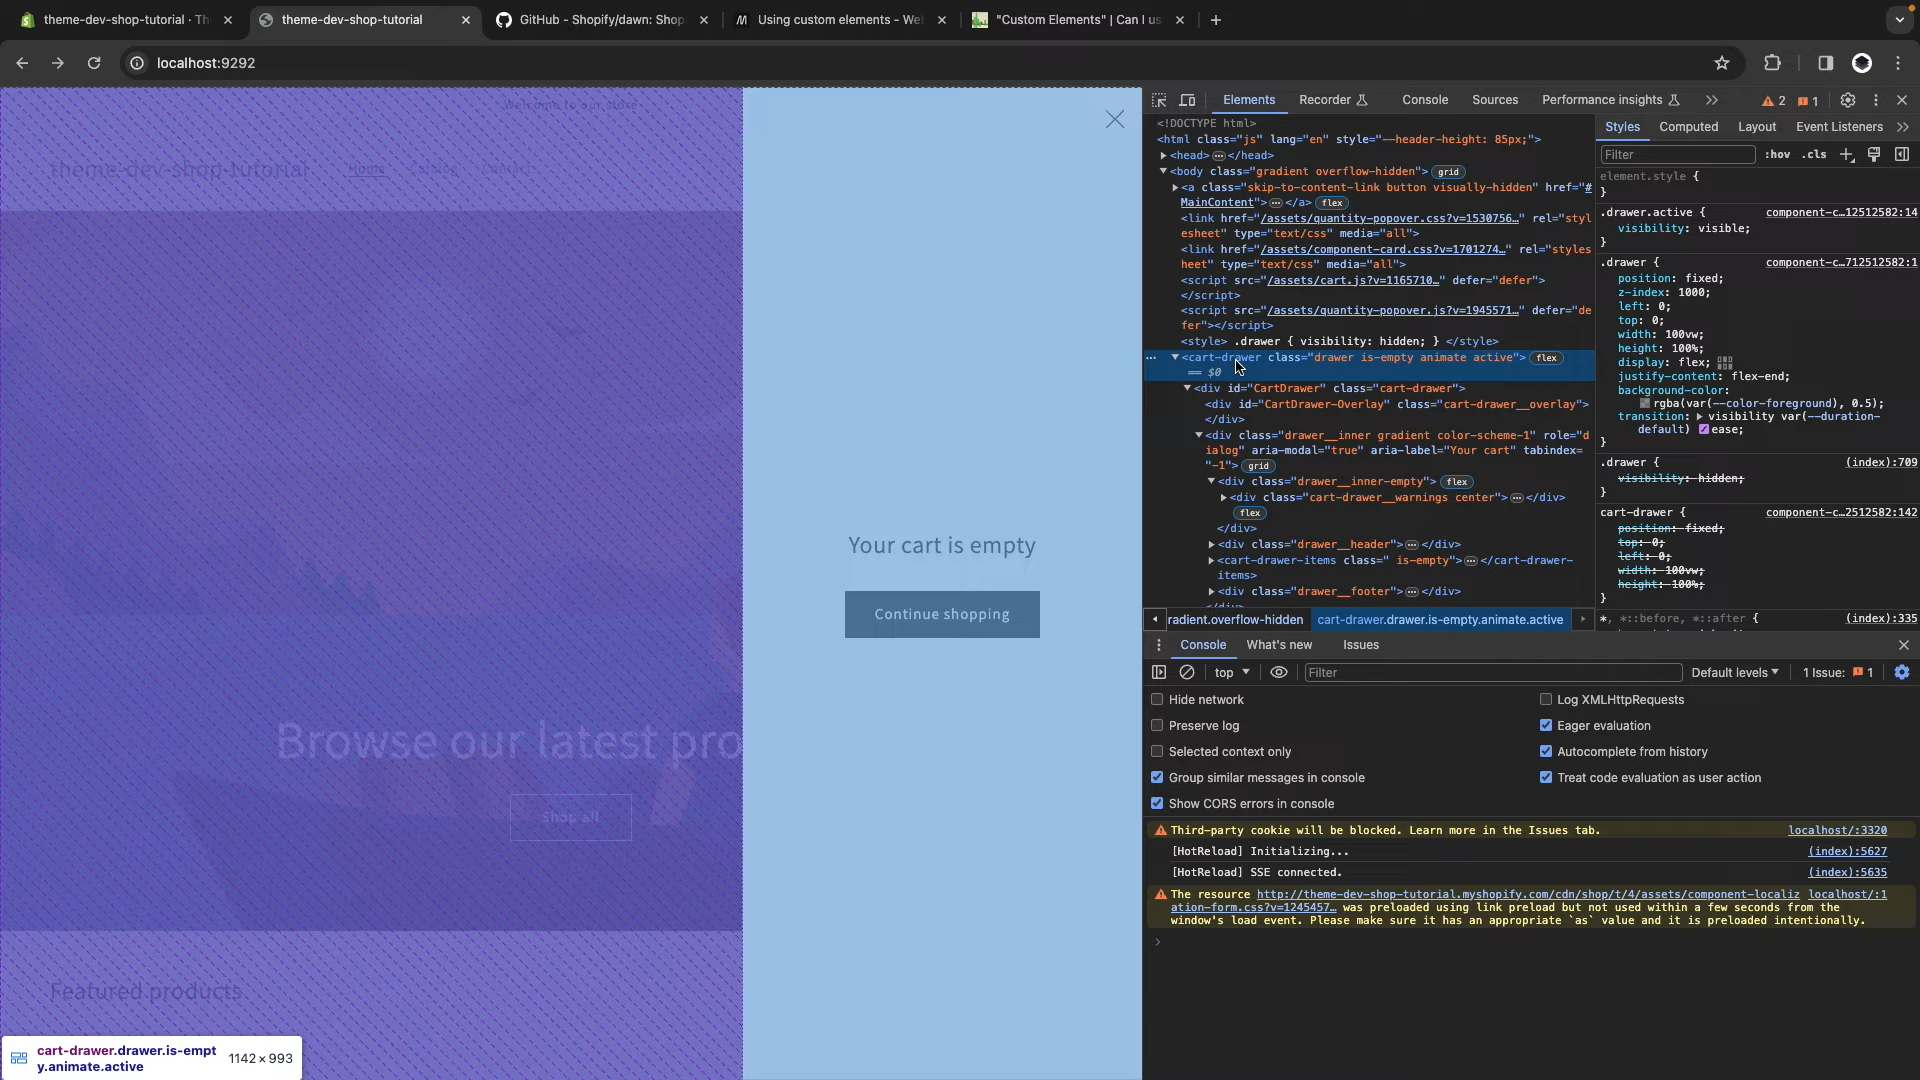 theme-dev-shop-tutorial · Th
theme-dev-shop-tutorial
GitHub - Shopify/dawn: Shop
Using custom elements - We
"Custom Elements" | Can I us
localhost:9292
Welcome to our store
theme-dev-shop-tutorial
Home
Catalog
Contact
Your cart is empty
Continue shopping
Browse our latest pro
Shop all
Featured products
cart-drawer.drawer.is-empt
y.animate.active
1142 × 993
Elements
Recorder
Console
Sources
Performance insights
2
1
<!DOCTYPE html>
<html class="js" lang="en" style="--header-height: 85px;">
<head>…</head>
<body class="gradient overflow-hidden"> grid
<a class="skip-to-content-link button visually-hidden" href="#
MainContent">…</a> flex
<link href="/assets/quantity-popover.css?v=1530756…" rel="styl
esheet" type="text/css" media="all">
<link href="/assets/component-card.css?v=1701274…" rel="styles
heet" type="text/css" media="all">
<script src="/assets/cart.js?v=1165710…" defer="defer">
</script>
<script src="/assets/quantity-popover.js?v=1945571…" defer="de
fer"></script>
<style> .drawer { visibility: hidden; } </style>
<cart-drawer class="drawer is-empty animate active"> flex
== $0
<div id="CartDrawer" class="cart-drawer">
<div id="CartDrawer-Overlay" class="cart-drawer__overlay">
</div>
<div class="drawer__inner gradient color-scheme-1" role="d
ialog" aria-modal="true" aria-label="Your cart" tabindex=
"-1"> grid
<div class="drawer__inner-empty"> flex
<div class="cart-drawer__warnings center">…</div>
flex
</div>
<div class="drawer__header">…</div>
<cart-drawer-items class=" is-empty">…</cart-drawer-
items>
<div class="drawer__footer">…</div>
</div>
radient.overflow-hidden
cart-drawer.drawer.is-empty.animate.active
Styles
Computed
Layout
Event Listeners
Filter
:hov
.cls
element.style {
}
.drawer.active { component-c…12512582:14
visibility: visible;
}
.drawer { component-c…712512582:1
position: fixed;
z-index: 1000;
left: 0;
top: 0;
width: 100vw;
height: 100%;
display: flex;
justify-content: flex-end;
background-color:
rgba(var(--color-foreground), 0.5);
transition: visibility var(--duration-
default) ease;
}
.drawer { (index):709
visibility: hidden;
}
cart-drawer { component-c…2512582:142
position: fixed;
top: 0;
left: 0;
width: 100vw;
height: 100%;
}
*, *::before, *::after { (index):335
Console
What's new
Issues
top
Filter
Default levels
1 Issue: 1
Hide network
Log XMLHttpRequests
Preserve log
Eager evaluation
Selected context only
Autocomplete from history
Group similar messages in console
Treat code evaluation as user action
Show CORS errors in console
Third-party cookie will be blocked. Learn more in the Issues tab. localhost/:3320
[HotReload] Initializing... (index):5627
[HotReload] SSE connected. (index):5635
The resource http://theme-dev-shop-tutorial.myshopify.com/cdn/shop/t/4/assets/component-localiz localhost/:1
ation-form.css?v=1245457… was preloaded using link preload but not used within a few seconds from the
window's load event. Please make sure it has an appropriate `as` value and it is preloaded intentionally.